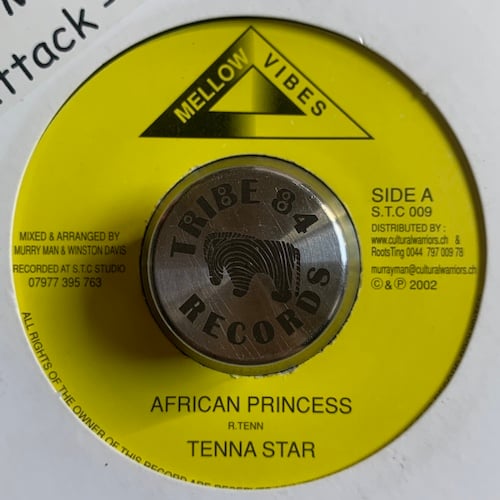 ttack -
MELLOW VIBES
TRIBE 84
RECORDS
SIDE A
S.T.C 009
DISTRIBUTED BY :
www.culturalwarriors.ch &
RootsTing 0044 797 009 78
murrayman@culturalwarriors.ch
© & ℗ 2002
MIXED & ARRANGED BY
MURRY MAN & WINSTON DAVIS
RECORDED AT S.T.C STUDIO
07977 395 763
AFRICAN PRINCESS
R.TENN
TENNA STAR
ALL RIGHTS OF THE OWNER OF THIS RECORD ARE RESERVED